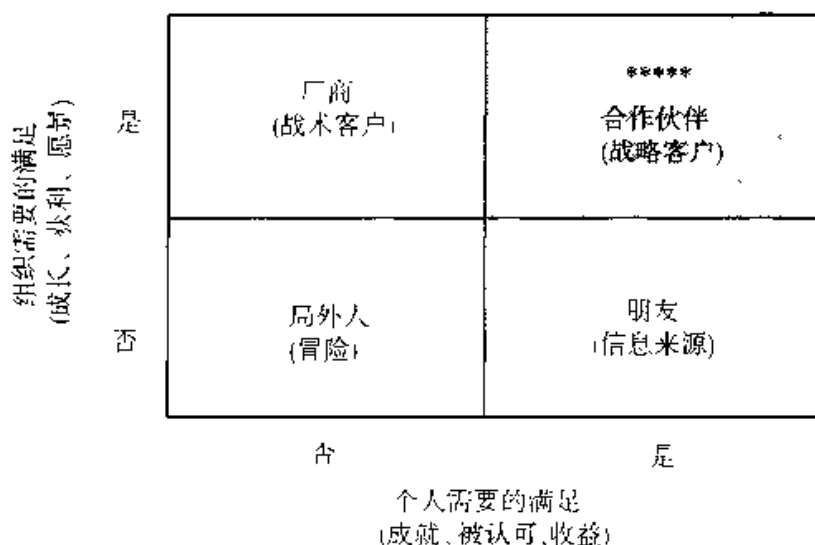 组织需要的满足
(成长、获利、愿景)
是
厂商
(战术客户)
*****
合作伙伴
(战略客户)
否
局外人
(冒险)
明友
(信息来源)
否
是
个人需要的满足
(成就、被认可、收益)